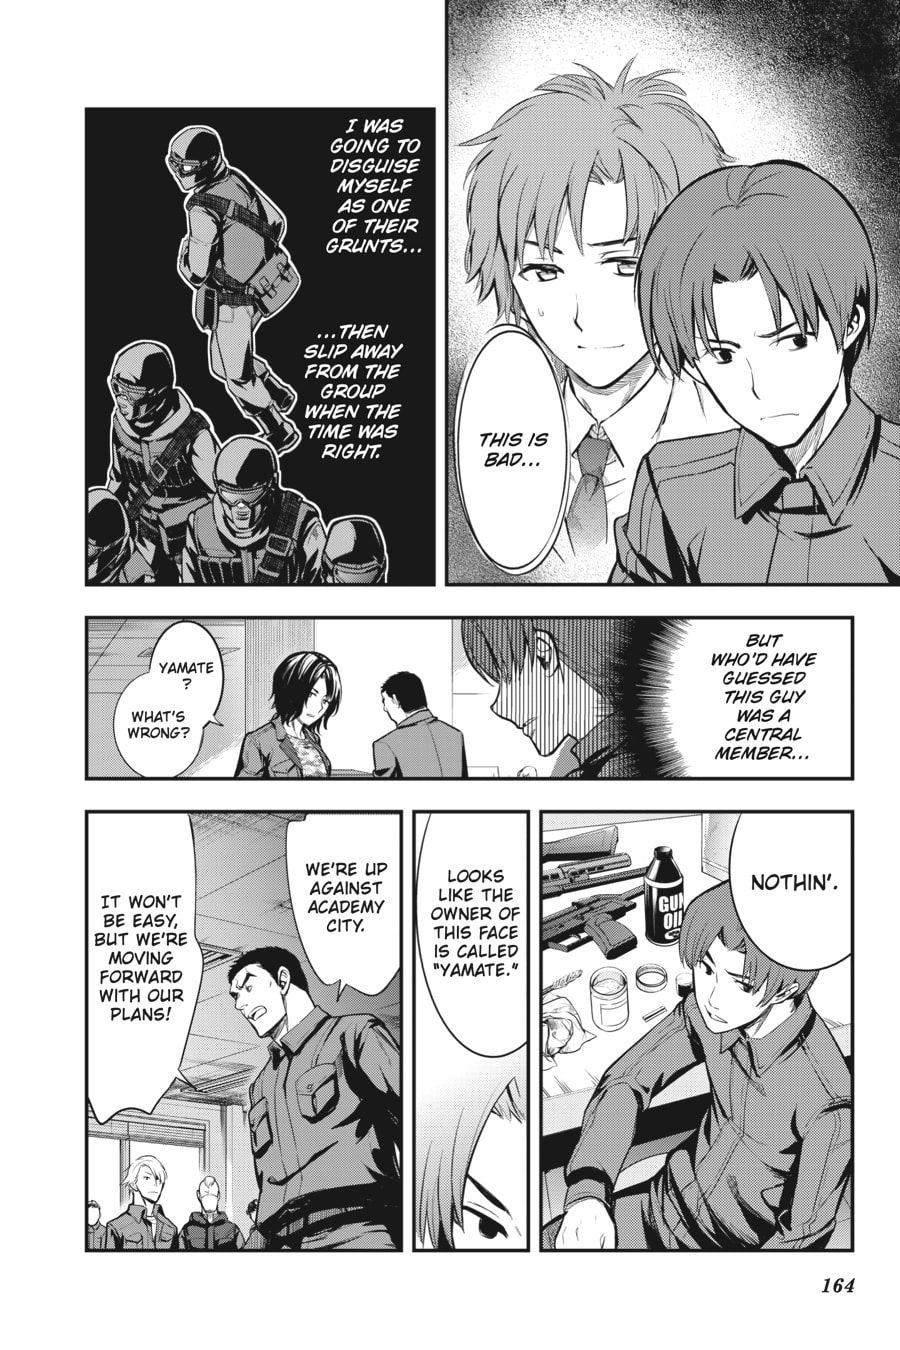 THIS IS
BAD...
I WAS
GOING TO
DISGUISE
MYSELF
AS ONE
OF THEIR
GRUNTS...
...THEN
SLIP AWAY
FROM THE
GROUP
WHEN THE
TIME WAS
RIGHT.
BUT
WHO'D HAVE
GUESSED
THIS GUY
WAS A
CENTRAL
MEMBER...
YAMATE
?
WHAT'S
WRONG?
NOTHIN'.
GUN
OIL
LOOKS
LIKE THE
OWNER OF
THIS FACE
IS CALLED
"YAMATE."
WE'RE UP
AGAINST
ACADEMY
CITY.
IT WON'T
BE EASY,
BUT WE'RE
MOVING
FORWARD
WITH OUR
PLANS!
164